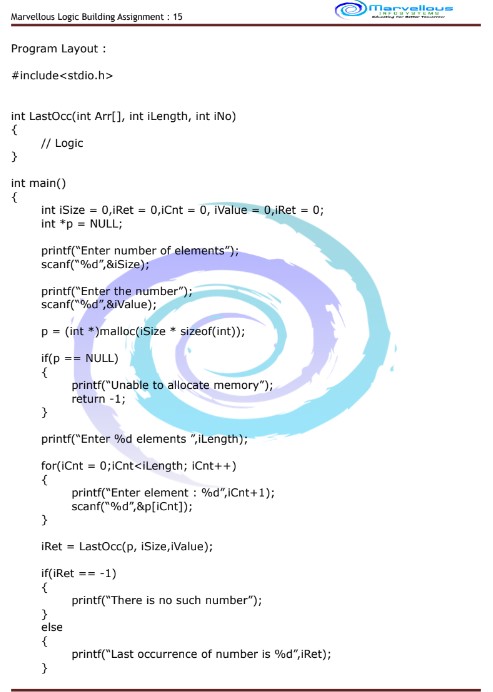 Marvellous Logic Building Assignment : 15
Marvellous
INFOSYSTEMS
Educating for Better Tomorrow
Program Layout :
#include<stdio.h>
int LastOcc(int Arr[], int iLength, int iNo)
{
// Logic
}
int main()
{
int iSize = 0,iRet = 0,iCnt = 0, iValue = 0,iRet = 0;
int *p = NULL;
printf(“Enter number of elements”);
scanf(“%d”,&iSize);
printf(“Enter the number”);
scanf(“%d”,&iValue);
p = (int *)malloc(iSize * sizeof(int));
if(p == NULL)
{
printf(“Unable to allocate memory”);
return -1;
}
printf(“Enter %d elements ”,iLength);
for(iCnt = 0;iCnt<iLength; iCnt++)
{
printf(“Enter element : %d”,iCnt+1);
scanf(“%d”,&p[iCnt]);
}
iRet = LastOcc(p, iSize,iValue);
if(iRet == -1)
{
printf(“There is no such number”);
}
else
{
printf(“Last occurrence of number is %d”,iRet);
}